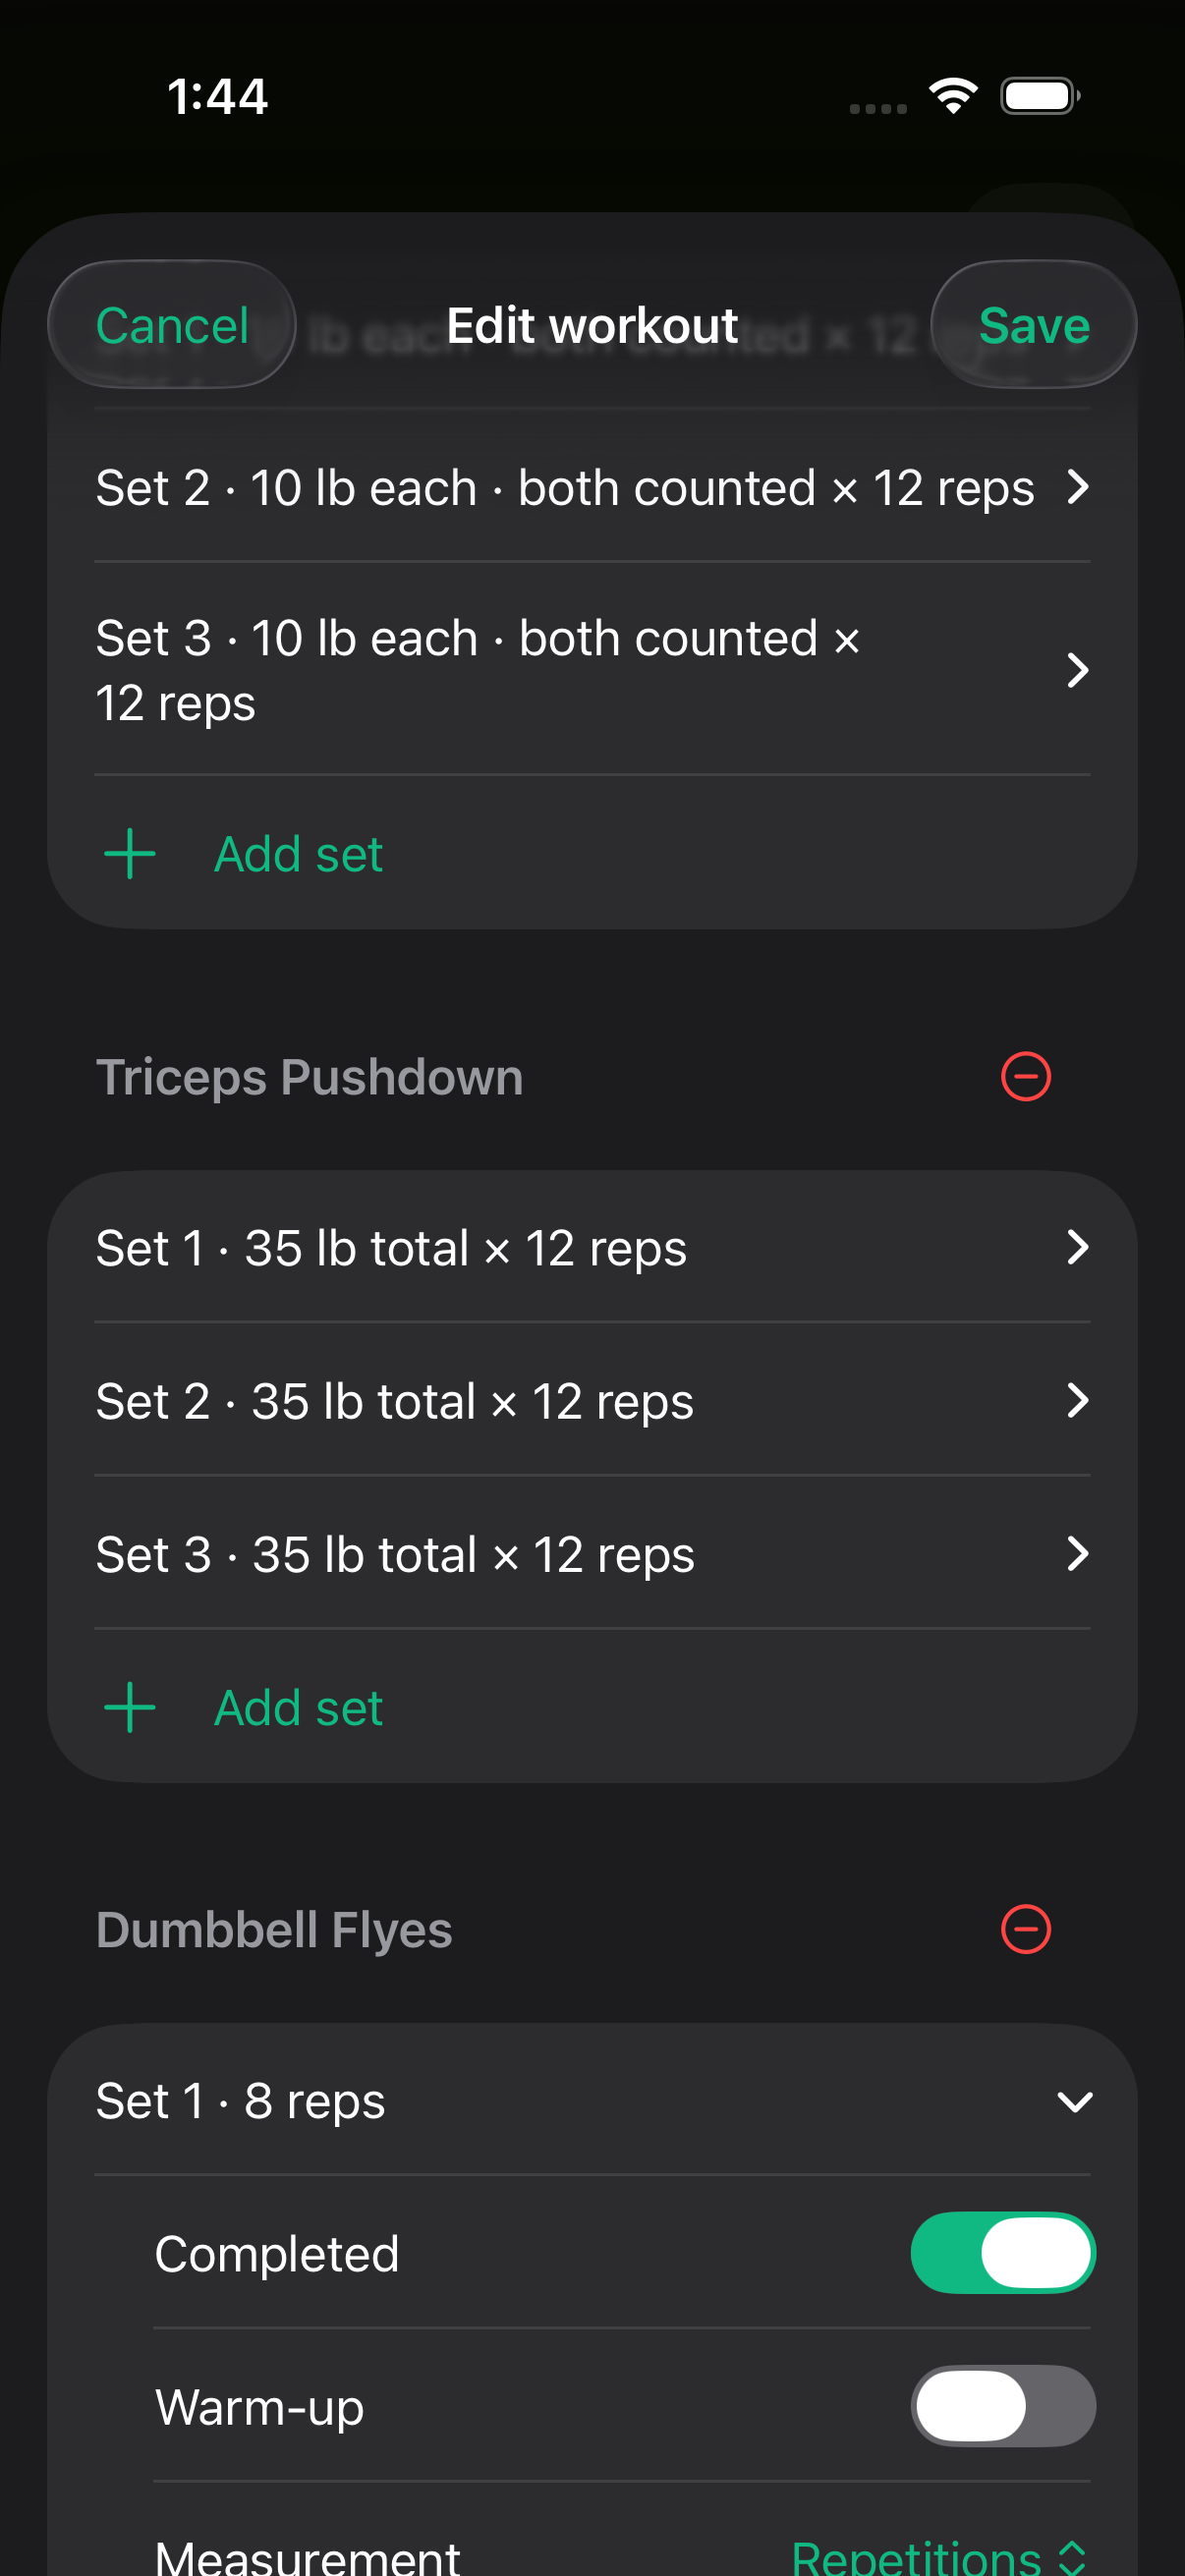 1:44
Cancel
Edit workout
Save
Set 2 · 10 lb each · both counted × 12 reps
Set 3 · 10 lb each · both counted ×
12 reps
Add set
Triceps Pushdown
Set 1 · 35 lb total × 12 reps
Set 2 · 35 lb total × 12 reps
Set 3 · 35 lb total × 12 reps
Add set
Dumbbell Flyes
Set 1 · 8 reps
Completed
Warm-up
Measurement
Repetitions